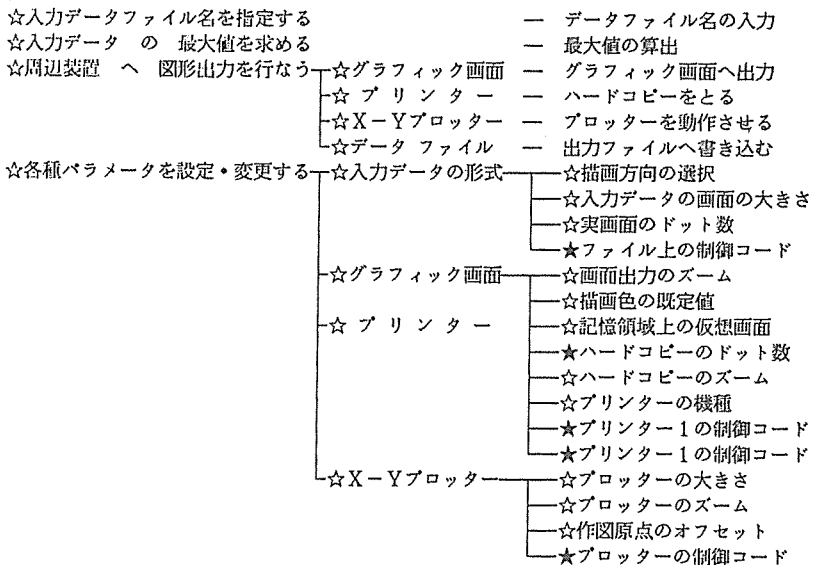 ☆入力データファイル名を指定する ― データファイル名の入力
☆入力データ の 最大値を求める ― 最大値の算出
☆周辺装置 へ 図形出力を行なう ☆グラフィック画面 ― グラフィック画面へ出力
☆ プ リ ン タ ー ― ハードコピーをとる
☆X-Yプロッター ― プロッターを動作させる
☆データ ファイル ― 出力ファイルへ書き込む
☆各種パラメータを設定・変更する ☆入力データの形式 ☆描画方向の選択
☆入力データの画面の大きさ
☆実画面のドット数
★ファイル上の制御コード
☆グラフィック画面 ☆画面出力のズーム
☆描画色の既定値
☆ プ リ ン タ ー ☆記憶領域上の仮想画面
★ハードコピーのドット数
☆ハードコピーのズーム
☆プリンターの機種
★プリンター1の制御コード
★プリンター1の制御コード
☆X-Yプロッター ☆プロッターの大きさ
☆プロッターのズーム
☆作図原点のオフセット
★プロッターの制御コード